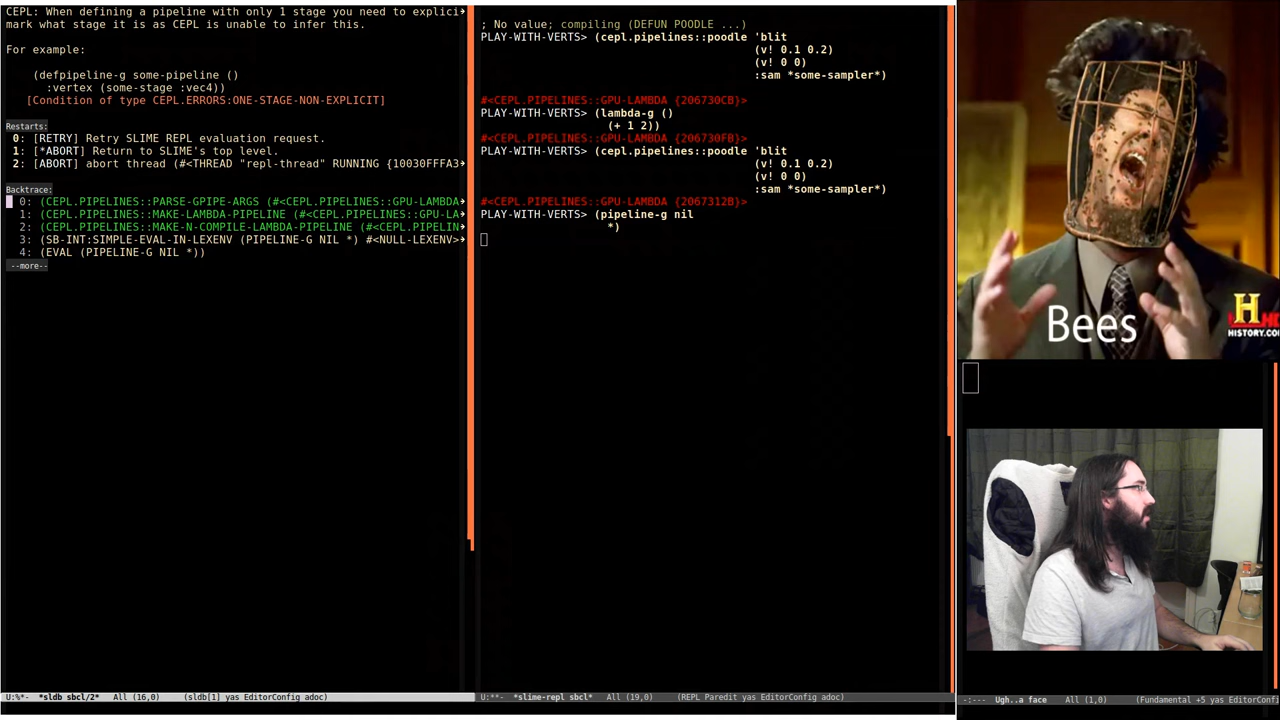 CEPL: When defining a pipeline with only 1 stage you need to explici
mark what stage it is as CEPL is unable to infer this.
For example:
(defpipeline-g some-pipeline ()
:vertex (some-stage :vec4))
[Condition of type CEPL.ERRORS:ONE-STAGE-NON-EXPLICIT]
Restarts:
0: [RETRY] Retry SLIME REPL evaluation request.
1: [*ABORT] Return to SLIME's top level.
2: [ABORT] abort thread (#<THREAD "repl-thread" RUNNING {10030FFFA3
Backtrace:
0: (CEPL.PIPELINES::PARSE-GPIPE-ARGS (#<CEPL.PIPELINES::GPU-LAMBDA
1: (CEPL.PIPELINES::MAKE-LAMBDA-PIPELINE (#<CEPL.PIPELINES::GPU-LA
2: (CEPL.PIPELINES::MAKE-N-COMPILE-LAMBDA-PIPELINE (#<CEPL.PIPELIN
3: (SB-INT:SIMPLE-EVAL-IN-LEXENV (PIPELINE-G NIL *) #<NULL-LEXENV>
4: (EVAL (PIPELINE-G NIL *))
--more--
U:%*- *sldb sbcl/2* All (16,0) (sldb[1] yas EditorConfig adoc)
; No value; compiling (DEFUN POODLE ...)
PLAY-WITH-VERTS> (cepl.pipelines::poodle 'blit
(v! 0.1 0.2)
(v! 0 0)
:sam *some-sampler*)
#<CEPL.PIPELINES::GPU-LAMBDA {206730CB}>
PLAY-WITH-VERTS> (lambda-g ()
(+ 1 2))
#<CEPL.PIPELINES::GPU-LAMBDA {206730FB}>
PLAY-WITH-VERTS> (cepl.pipelines::poodle 'blit
(v! 0.1 0.2)
(v! 0 0)
:sam *some-sampler*)
#<CEPL.PIPELINES::GPU-LAMBDA {2067312B}>
PLAY-WITH-VERTS> (pipeline-g nil
*)
U:**- *slime-repl sbcl* All (19,0) (REPL Paredit yas EditorConfig adoc)
Bees
H
HISTORY.CO
-:--- Ugh..a face All (1,0) (Fundamental +5 yas EditorConfi